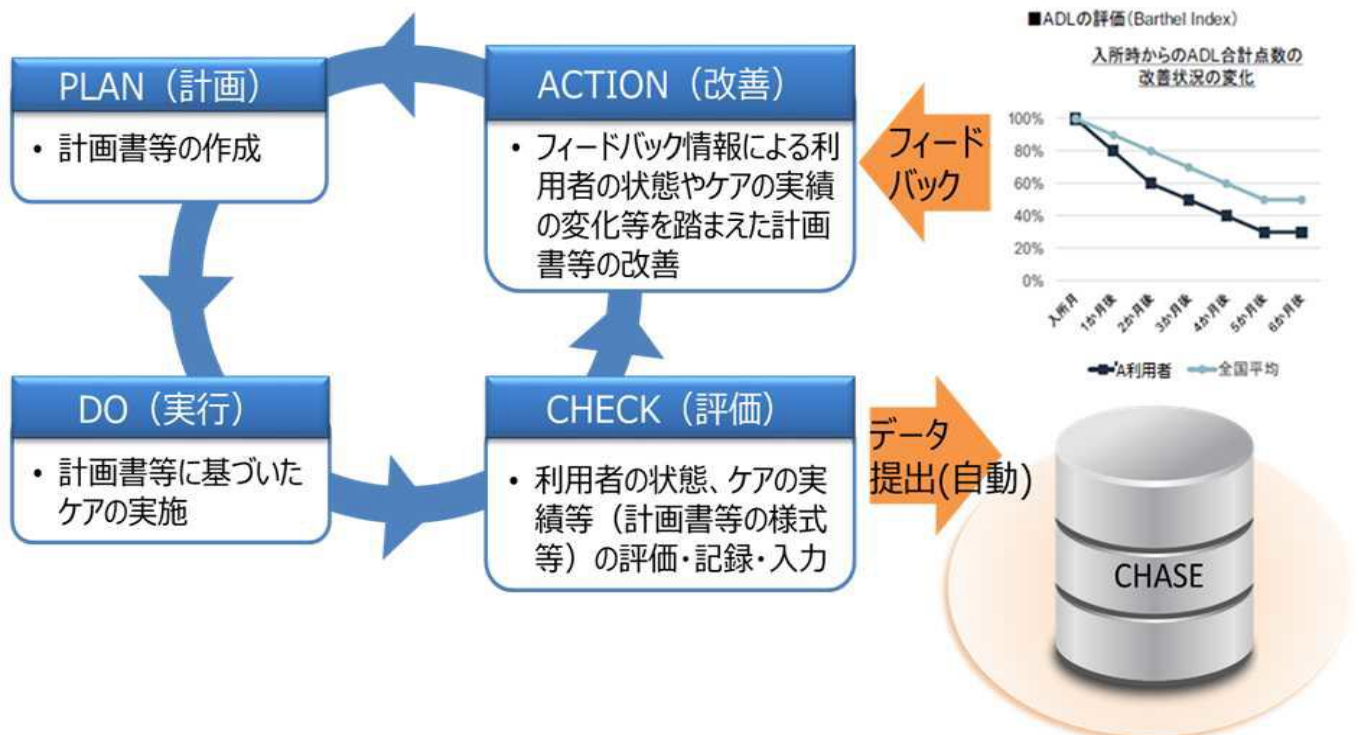 PLAN（計画）
• 計画書等の作成
ACTION（改善）
• フィードバック情報による利
用者の状態やケアの実績
の変化等を踏まえた計画
書等の改善
フィード
バック
■ADLの評価(Barthel Index)
入所時からのADL合計点数の
改善状況の変化
100%
80%
60%
40%
20%
0%
入所月
1か月後
2か月後
3か月後
4か月後
5か月後
6か月後
A利用者
全国平均
DO（実行）
• 計画書等に基づいた
ケアの実施
CHECK（評価）
• 利用者の状態、ケアの実
績等（計画書等の様式
等）の評価・記録・入力
データ
提出(自動)
CHASE